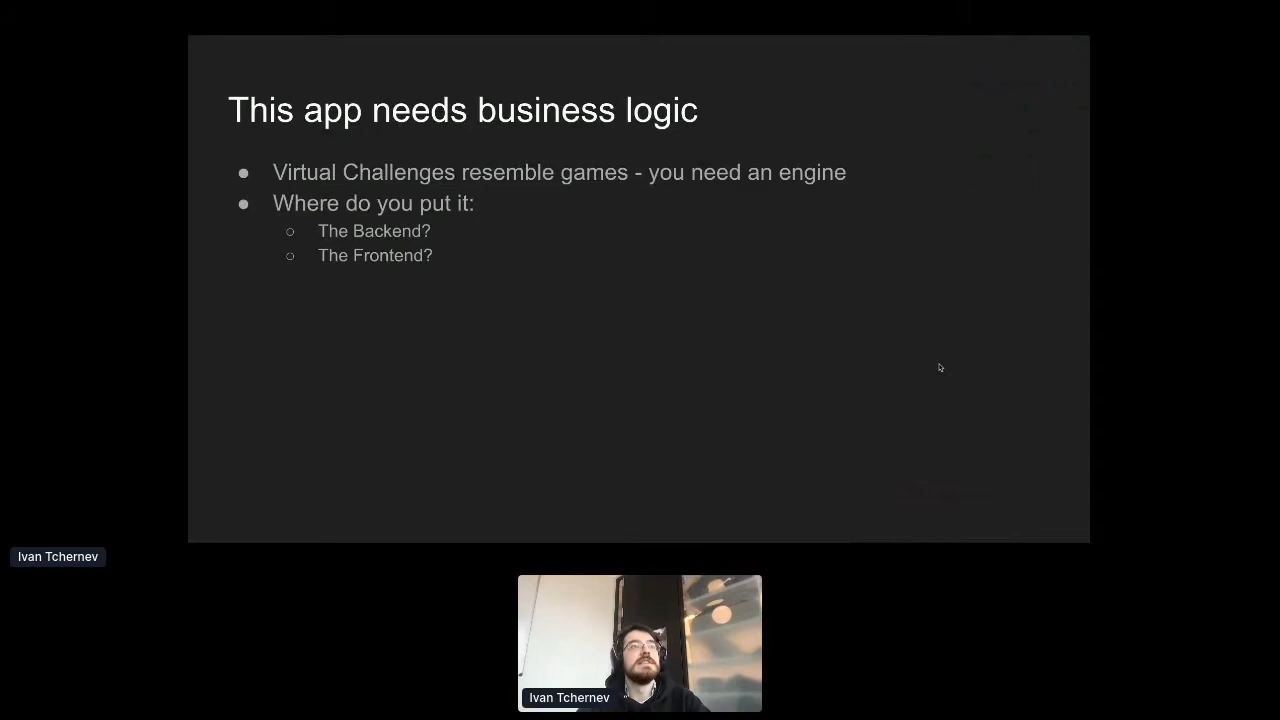 This app needs business logic
● Virtual Challenges resemble games - you need an engine
● Where do you put it:
○ The Backend?
○ The Frontend?
Ivan Tchernev
Ivan Tchernev